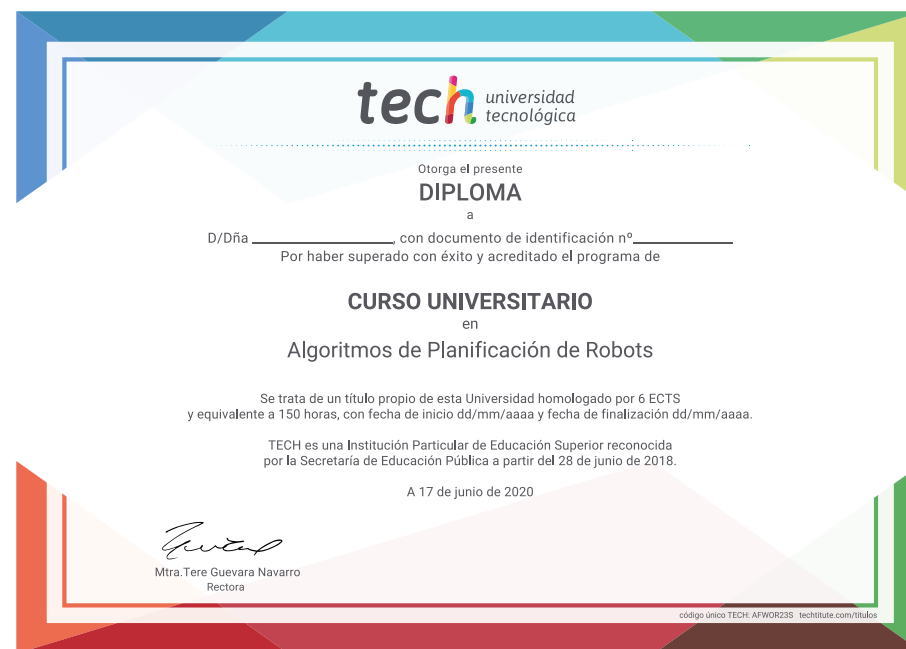 tech universidad
tecnológica
Otorga el presente
DIPLOMA
a
D/Dña ____________________, con documento de identificación nº______________
Por haber superado con éxito y acreditado el programa de
CURSO UNIVERSITARIO
en
Algoritmos de Planificación de Robots
Se trata de un título propio de esta Universidad homologado por 6 ECTS
y equivalente a 150 horas, con fecha de inicio dd/mm/aaaa y fecha de finalización dd/mm/aaaa.
TECH es una Institución Particular de Educación Superior reconocida
por la Secretaría de Educación Pública a partir del 28 de junio de 2018.
A 17 de junio de 2020
Mtra.Tere Guevara Navarro
Rectora
código único TECH: AFWOR23S techtitute.com/titulos